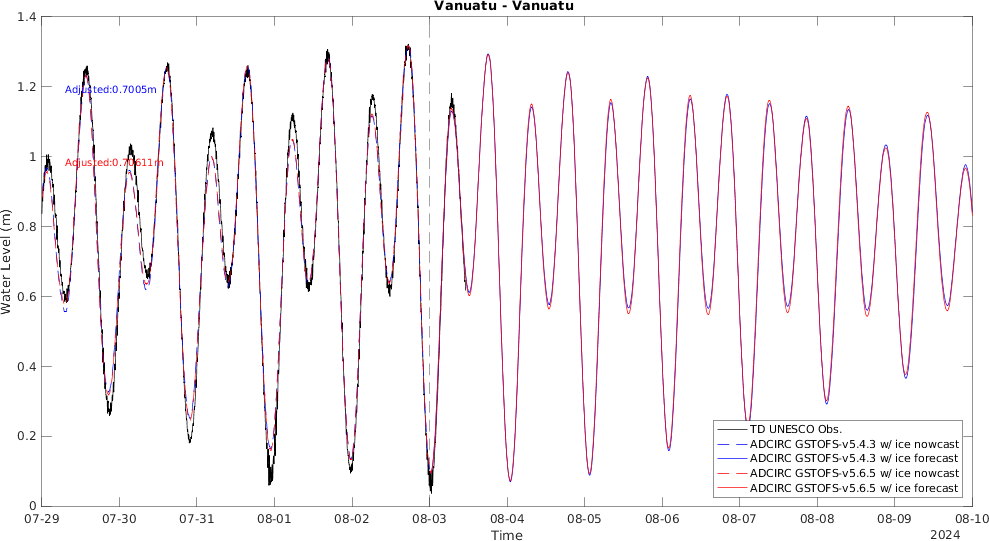 Vanuatu - Vanuatu
1.4
1.2
1
0.8
0.6
0.4
0.2
0
Water Level (m)
Adjusted:0.7005m
Adjusted:0.70611m
TD UNESCO Obs.
ADCIRC GSTOFS-v5.4.3 w/ ice nowcast
ADCIRC GSTOFS-v5.4.3 w/ ice forecast
ADCIRC GSTOFS-v5.6.5 w/ ice nowcast
ADCIRC GSTOFS-v5.6.5 w/ ice forecast
07-29 07-30 07-31 08-01 08-02 08-03 08-04 08-05 08-06 08-07 08-08 08-09 08-10
Time
2024